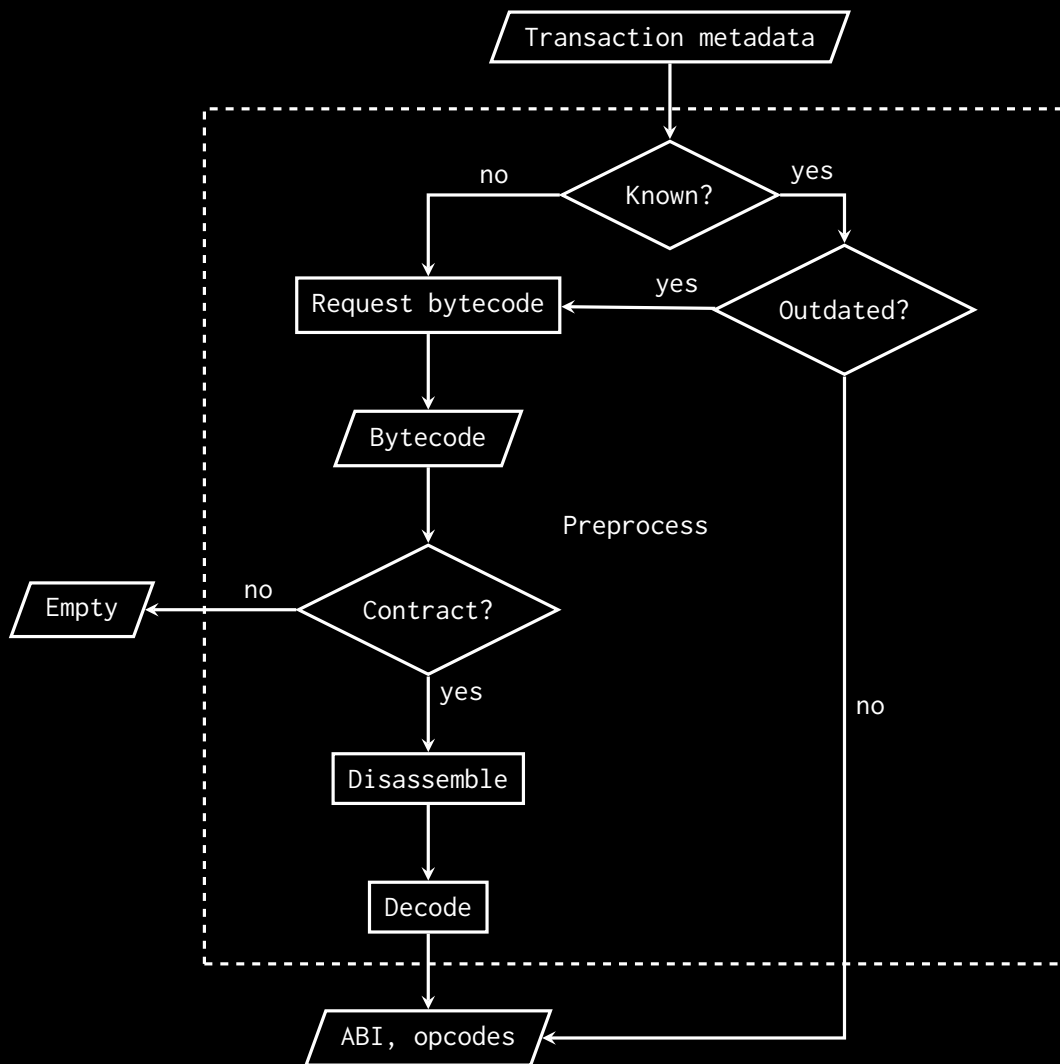 Transaction metadata
no
yes
Known?
Request bytecode
yes
Outdated?
Bytecode
Preprocess
Empty
no
Contract?
yes
no
Disassemble
Decode
ABI, opcodes